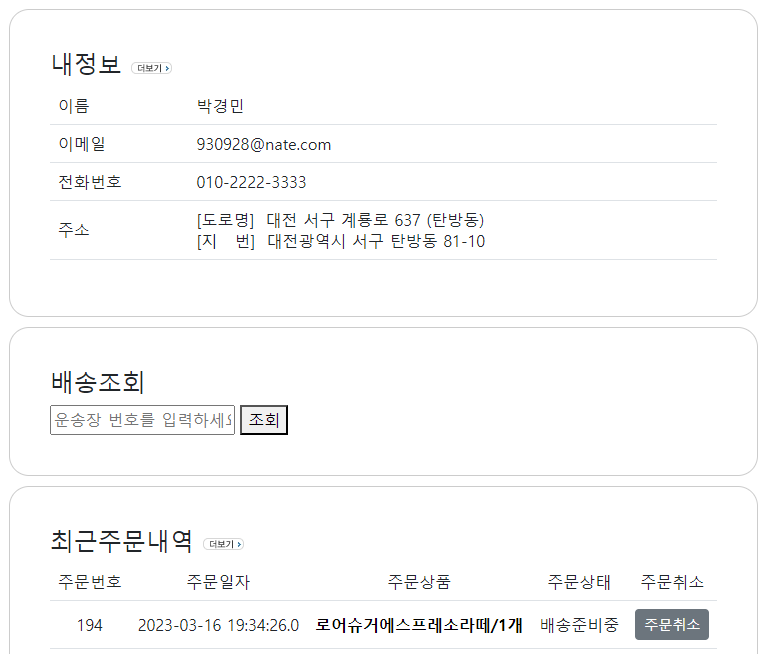 내정보 더보기 >
이름 박경민
이메일 930928@nate.com
전화번호 010-2222-3333
주소 [도로명] 대전 서구 계룡로 637 (탄방동)
[지 번] 대전광역시 서구 탄방동 81-10
배송조회
운송장 번호를 입력하세요 조회
최근주문내역 더보기 >
주문번호 주문일자 주문상품 주문상태 주문취소
194 2023-03-16 19:34:26.0 로어슈거에스프레소라떼/1개 배송준비중 주문취소